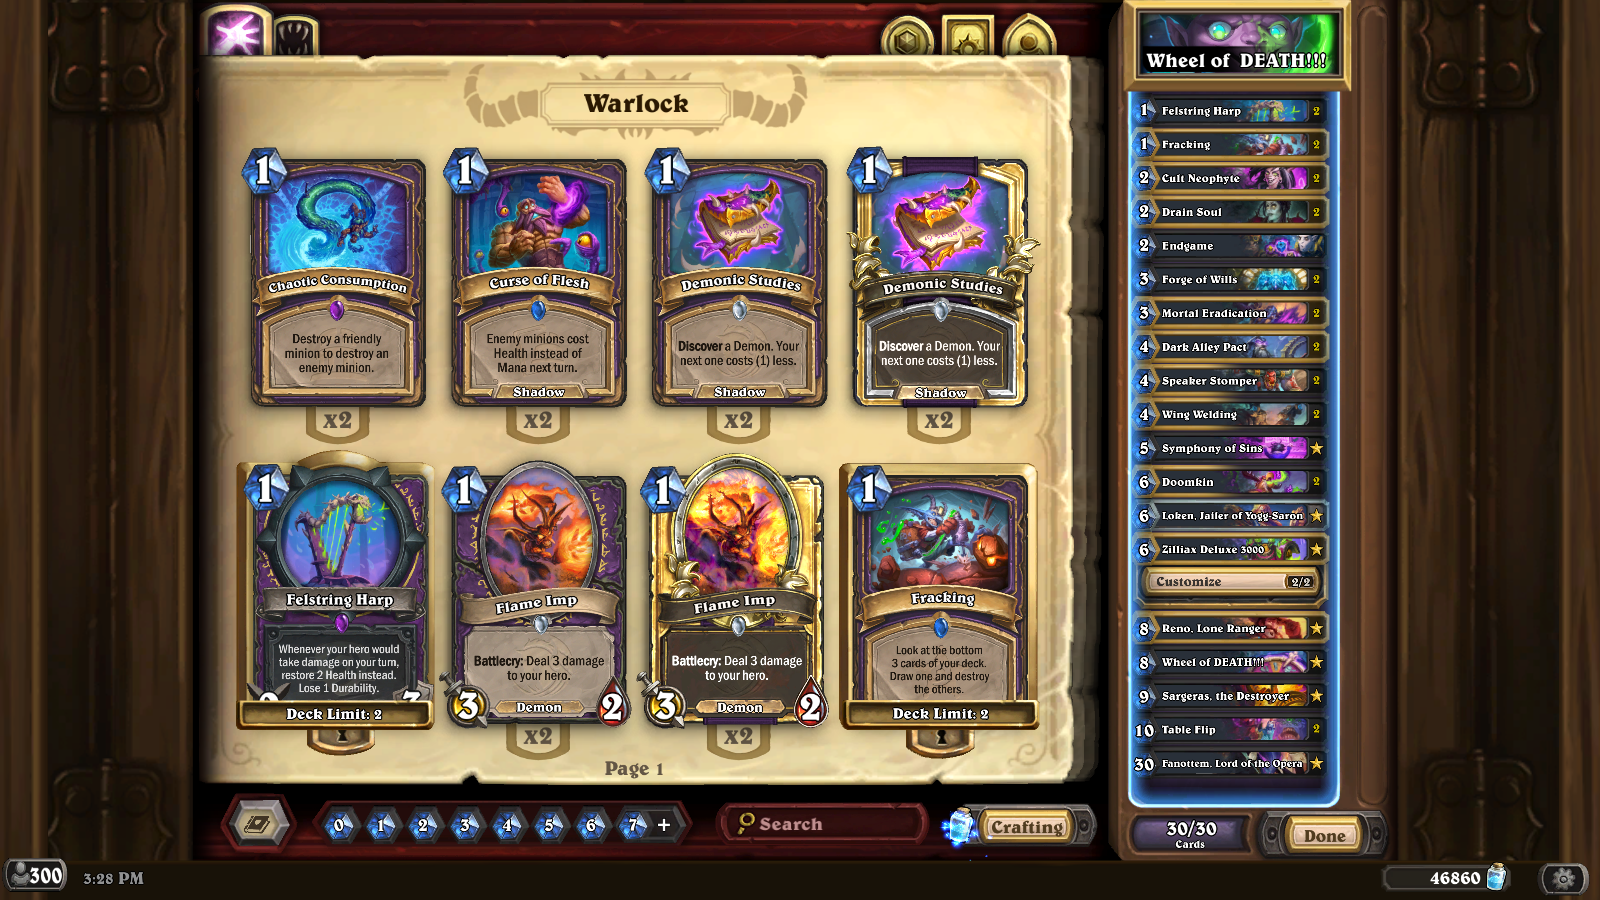 Warlock
1
Chaotic Consumption
Destroy a friendly
minion to destroy an
enemy minion.
x2
1
Curse of Flesh
Enemy minions cost
Health instead of
Mana next turn.
Shadow
x2
1
Demonic Studies
Discover a Demon. Your
next one costs (1) less.
Shadow
x2
1
Demonic Studies
Discover a Demon. Your
next one costs (1) less.
Shadow
x2
1
Felstring Harp
Whenever your hero would
take damage on your turn,
restore 2 Health instead.
Lose 1 Durability.
Deck Limit: 2
1
Flame Imp
Battlecry: Deal 3 damage
to your hero.
3 Demon 2
x2
1
Flame Imp
Battlecry: Deal 3 damage
to your hero.
3 Demon 2
x2
1
Fracking
Look at the bottom
3 cards of your deck.
Draw one and destroy
the others.
Deck Limit: 2
Page 1
0 1 2 3 4 5 6 7 +
Search
Crafting
Wheel of DEATH!!!
1 Felstring Harp 2
1 Fracking 2
2 Cult Neophyte 2
2 Drain Soul 2
2 Endgame 2
3 Forge of Wills 2
3 Mortal Eradication 2
4 Dark Alley Pact 2
4 Speaker Stomper 2
4 Wing Welding 2
5 Symphony of Sins
6 Doomkin 2
6 Loken, Jailer of Yogg-Saron
6 Zilliax Deluxe 3000
Customize 2/2
8 Reno, Lone Ranger
8 Wheel of DEATH!!!
9 Sargeras, the Destroyer
10 Table Flip 2
30 Fanottem, Lord of the Opera
30/30
Cards
Done
300 3:28 PM
46860